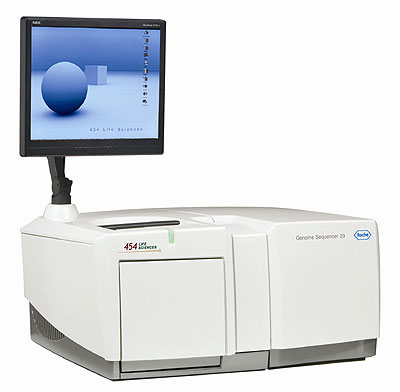 NEC
454 Life Sciences
454 LIFE
SCIENCES
Genome Sequencer 20
Roche